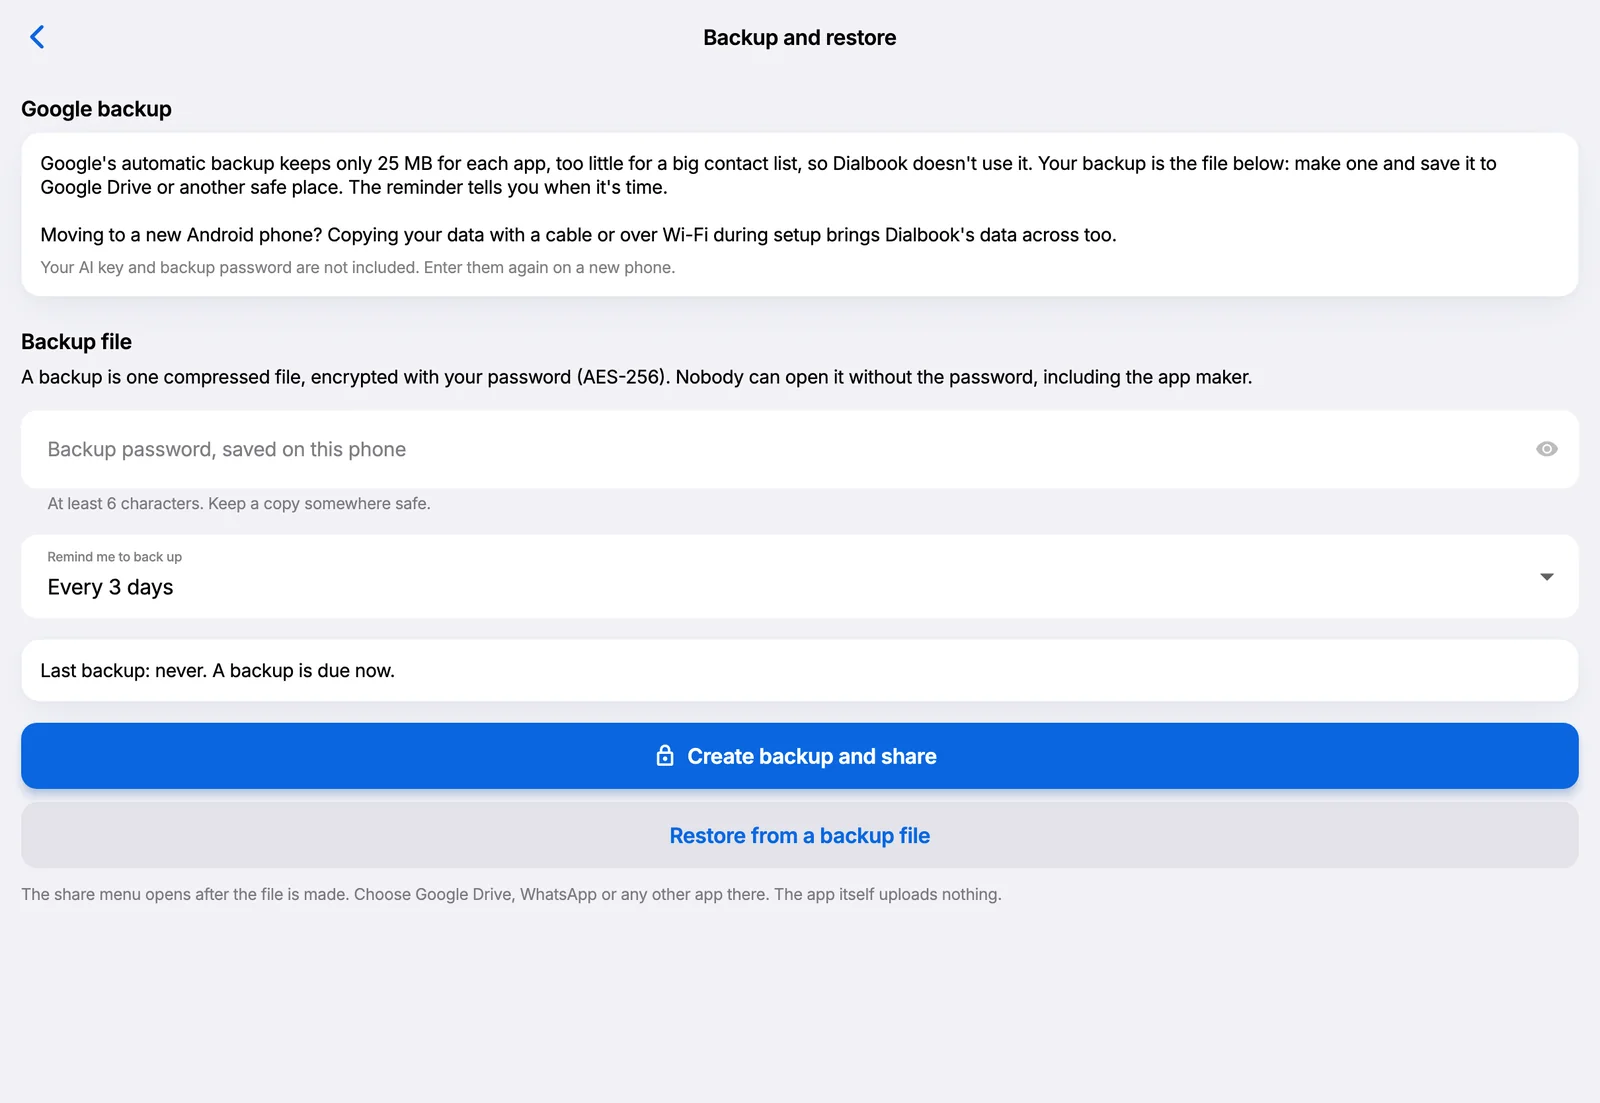 Backup and restore
Google backup
Google's automatic backup keeps only 25 MB for each app, too little for a big contact list, so Dialbook doesn't use it. Your backup is the file below: make one and save it to
Google Drive or another safe place. The reminder tells you when it's time.
Moving to a new Android phone? Copying your data with a cable or over Wi-Fi during setup brings Dialbook's data across too.
Your AI key and backup password are not included. Enter them again on a new phone.
Backup file
A backup is one compressed file, encrypted with your password (AES-256). Nobody can open it without the password, including the app maker.
Backup password, saved on this phone
At least 6 characters. Keep a copy somewhere safe.
Remind me to back up
Every 3 days
Last backup: never. A backup is due now.
Create backup and share
Restore from a backup file
The share menu opens after the file is made. Choose Google Drive, WhatsApp or any other app there. The app itself uploads nothing.